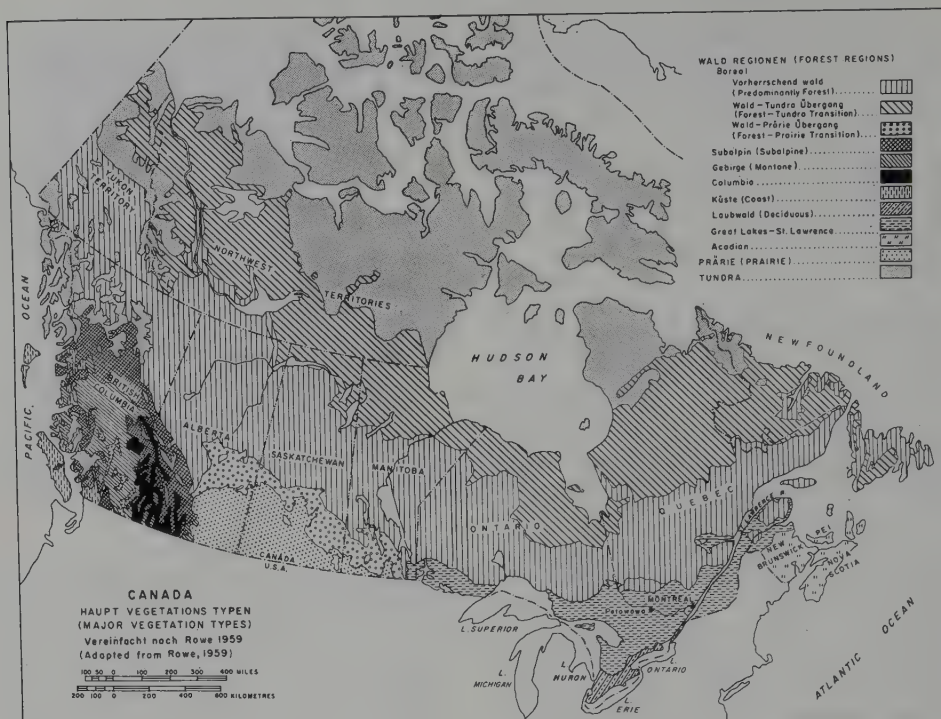 WALD REGIONEN (FOREST REGIONS)
Boreal
Vorherrschend wald
(Predominantly Forest)..........
Wald–Tundra Übergang
(Forest–Tundra Transition)....
Wald–Prärie Übergang
(Forest–Prairie Transition)....
Subalpin (Subalpine)................
Gebirge (Montane)..................
Columbia..............................
Küste (Coast).......................
Laubwald (Deciduous).............
Great Lakes–St. Lawrence..........
Acadian...............................
PRÄRIE (PRAIRIE).....................
TUNDRA................................
YUKON
TERRITORY
NORTHWEST
TERRITORIES
PACIFIC OCEAN
HUDSON
BAY
NEWFOUNDLAND
BRITISH
COLUMBIA
ALBERTA
SASKATCHEWAN
MANITOBA
ONTARIO
QUEBEC
LAWRENCE R.
CANADA
U.S.A.
NEW
BRUNSWICK
PEI
NOVA
SCOTIA
MONTREAL
Petawawa
L. SUPERIOR
L.
MICHIGAN
L.
HURON
L.
ONTARIO
L.
ERIE
ATLANTIC OCEAN
CANADA
HAUPT VEGETATIONS TYPEN
(MAJOR VEGETATION TYPES)
Vereinfacht nach Rowe 1959
(Adapted from Rowe, 1959)
100 50 0 100 200 300 400 MILES
200 100 0 200 400 600 KILOMETRES